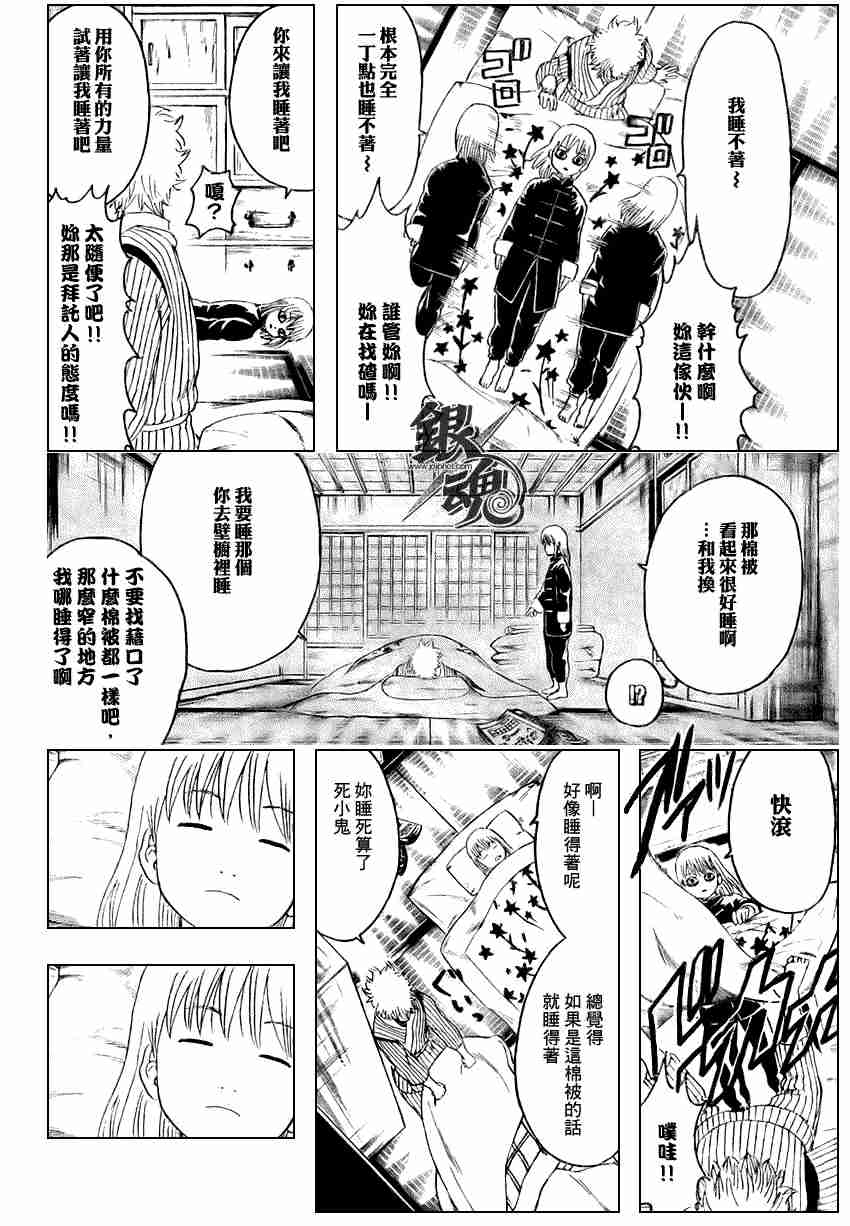 我睡不著~
幹什麼啊
妳這傢伙—!!
根本完全
一丁點也睡不著~
誰管妳啊!!
妳在找碴嗎—
ゴロ
ゴロ
你來讓我睡著吧
用你所有的力量
試著讓我睡著吧
嗄?
太隨便了吧!!
妳那是拜託人的態度嗎!!
銀魂
www.jojohot.com
那棉被
看起來很好睡啊
…和我換
!?
我要睡那個
你去壁櫥裡睡
不要找藉口了
什麼棉被都一樣吧，
那麼窄的地方
我哪睡得了啊
快滾
噗哇!!
啊—
好像睡得著呢
總覺得
如果是這棉被的話
就睡得著
妳睡死算了
死小鬼